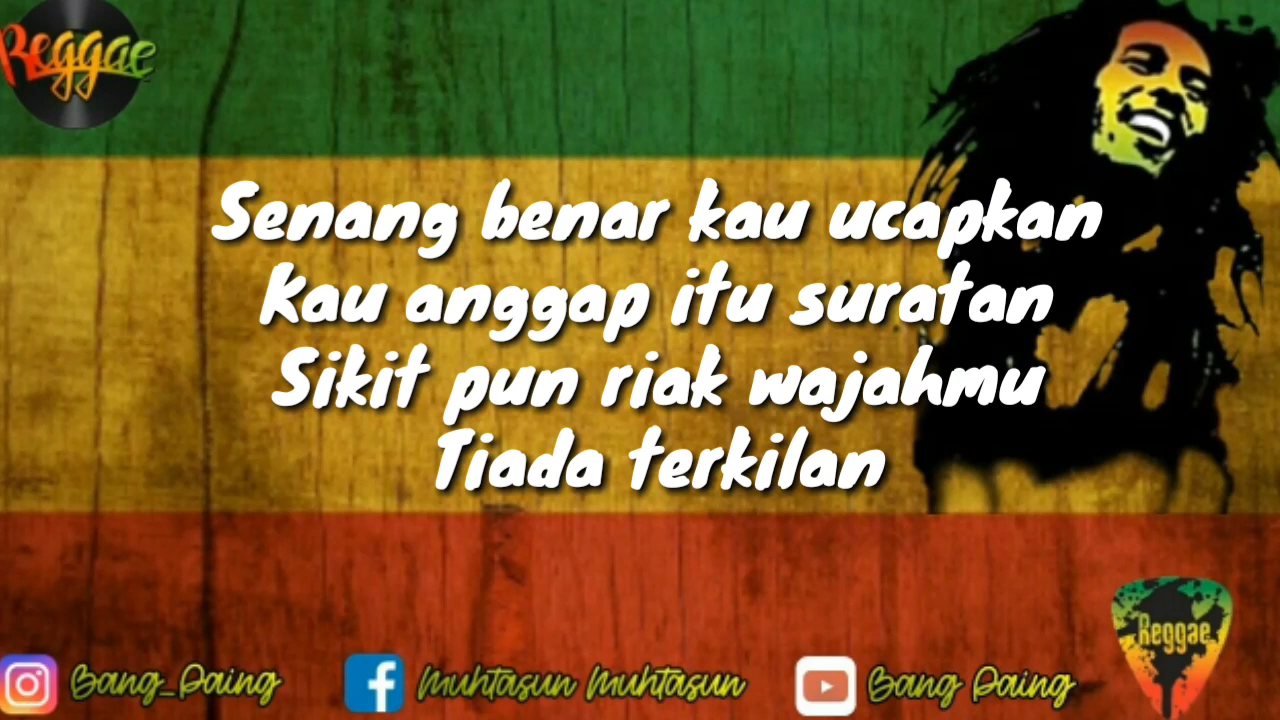 Reggae
Senang benar kau ucapkan
Kau anggap itu suratan
Sikit pun riak wajahmu
Tiada terkilan
Reggae
Bang_Paing
Muhtasun Muhtasun
Bang Paing